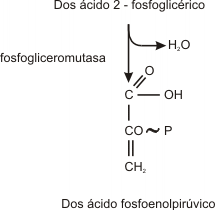 Dos ácido 2 - fosfoglicérico
H₂O
fosfogliceromutasa
O
C OH
CO ~ P
CH₂
Dos ácido fosfoenolpirúvico